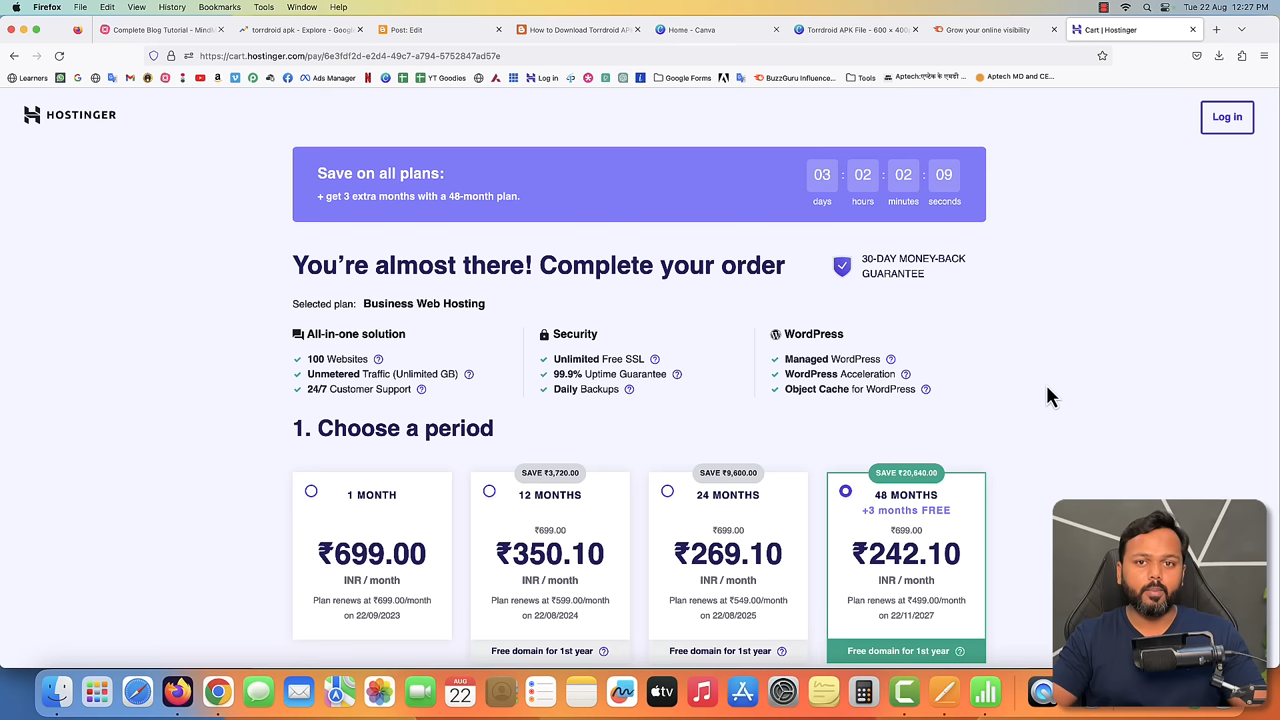 Firefox File Edit View History Bookmarks Tools Window Help Tue 22 Aug 12:27 PM
Complete Blog Tutorial - torrdroid apk - Explore - Post: Edit How to Download Torrdroid Home - Canva Torrdroid APK File - 600 × Grow your online visibility Cart | Hostinger
https://cart.hostinger.com/pay/6e3fdf2d-e2d4-49c7-a794-5752847ad57e
Learners Ads Manager YT Goodies Log in Google Forms Tools BuzzGuru Influence... Aptech MD and CE...
HOSTINGER
Log in
Save on all plans:
+ get 3 extra months with a 48-month plan.
03 : 02 : 02 : 09
days hours minutes seconds
You're almost there! Complete your order
30-DAY MONEY-BACK
GUARANTEE
Selected plan: Business Web Hosting
All-in-one solution
100 Websites
Unmetered Traffic (Unlimited GB)
24/7 Customer Support
Security
Unlimited Free SSL
99.9% Uptime Guarantee
Daily Backups
WordPress
Managed WordPress
WordPress Acceleration
Object Cache for WordPress
1. Choose a period
1 MONTH
₹699.00
INR / month
Plan renews at ₹699.00/month
on 22/09/2023
SAVE ₹3,720.00
12 MONTHS
₹699.00
₹350.10
INR / month
Plan renews at ₹599.00/month
on 22/08/2024
Free domain for 1st year
SAVE ₹9,600.00
24 MONTHS
₹699.00
₹269.10
INR / month
Plan renews at ₹549.00/month
on 22/08/2025
Free domain for 1st year
SAVE ₹20,640.00
48 MONTHS
+3 months FREE
₹699.00
₹242.10
INR / month
Plan renews at ₹499.00/month
on 22/11/2027
Free domain for 1st year
AUG
22
tv